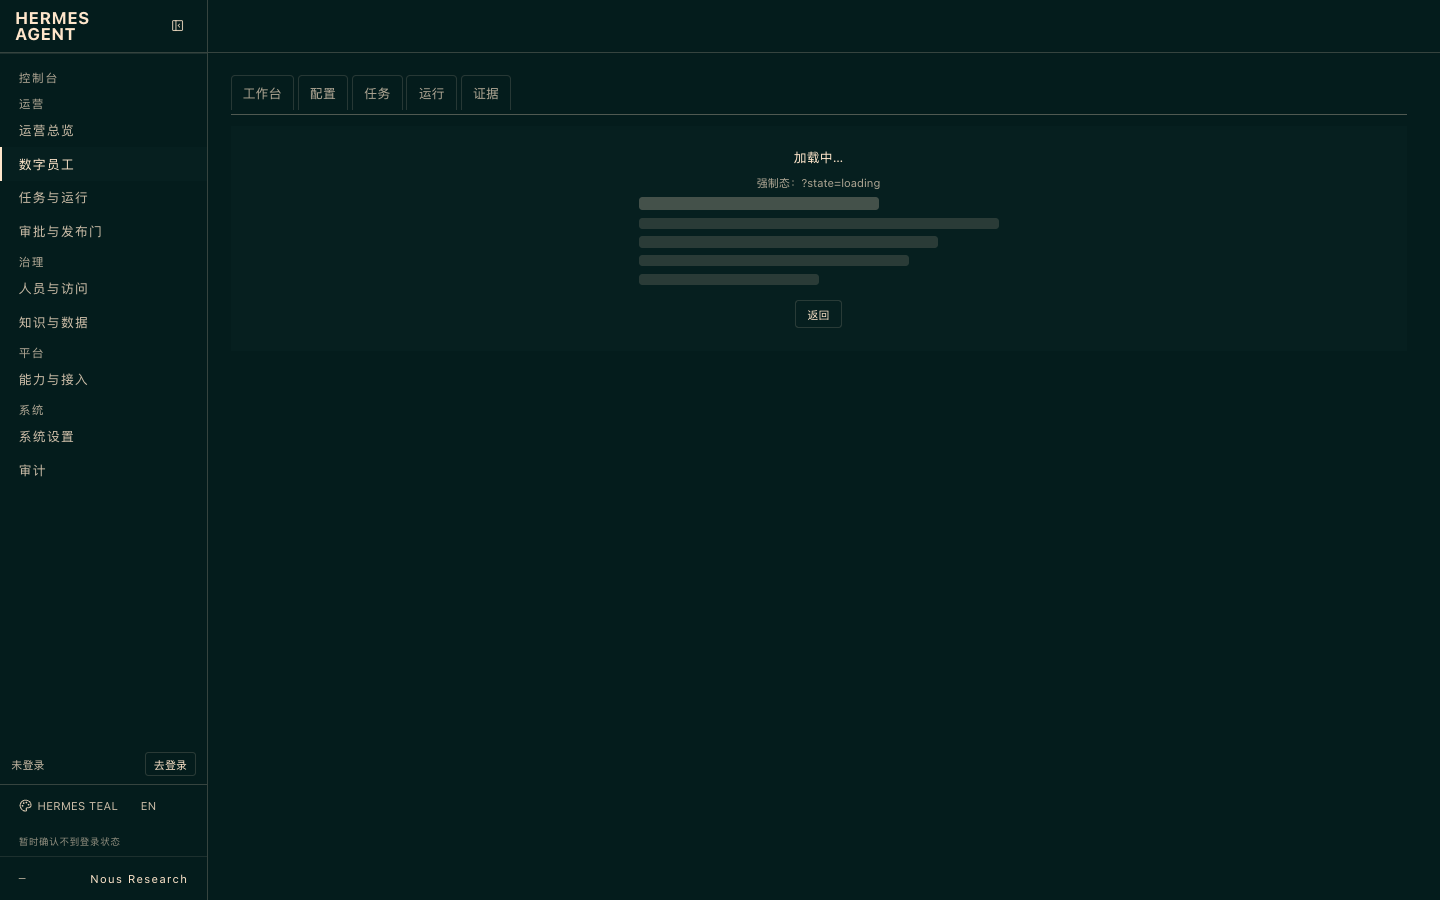 HERMES
AGENT
控制台
运营
运营总览
数字员工
任务与运行
审批与发布门
治理
人员与访问
知识与数据
平台
能力与接入
系统
系统设置
审计
未登录
去登录
HERMES TEAL
EN
暂时确认不到登录状态
—
Nous Research
工作台
配置
任务
运行
证据
加载中...
强制态：?state=loading
返回